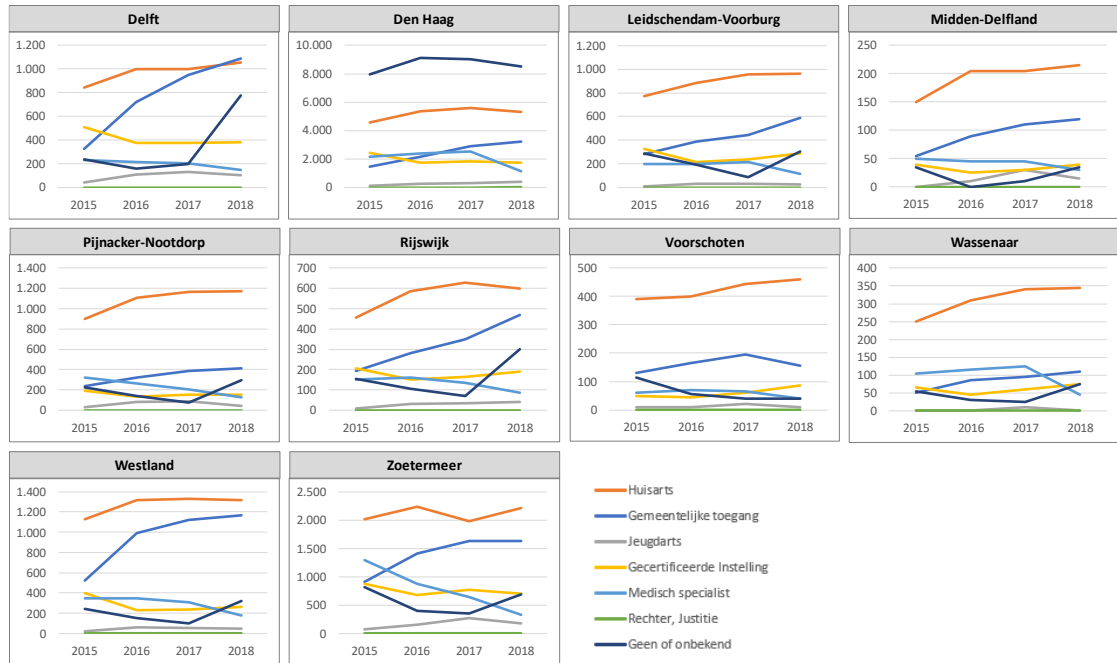 Delft
1.200
1.000
800
600
400
200
0
2015 2016 2017 2018
Den Haag
10.000
8.000
6.000
4.000
2.000
0
2015 2016 2017 2018
Leidschendam-Voorburg
1.200
1.000
800
600
400
200
0
2015 2016 2017 2018
Midden-Delfland
250
200
150
100
50
0
2015 2016 2017 2018
Pijnacker-Nootdorp
1.400
1.200
1.000
800
600
400
200
0
2015 2016 2017 2018
Rijswijk
700
600
500
400
300
200
100
0
2015 2016 2017 2018
Voorschoten
500
400
300
200
100
0
2015 2016 2017 2018
Wassenaar
400
350
300
250
200
150
100
50
0
2015 2016 2017 2018
Westland
1.400
1.200
1.000
800
600
400
200
0
2015 2016 2017 2018
Zoetermeer
2.500
2.000
1.500
1.000
500
0
2015 2016 2017 2018
Huisarts
Gemeentelijke toegang
Jeugdarts
Gecertificeerde Instelling
Medisch specialist
Rechter, Justitie
Geen of onbekend